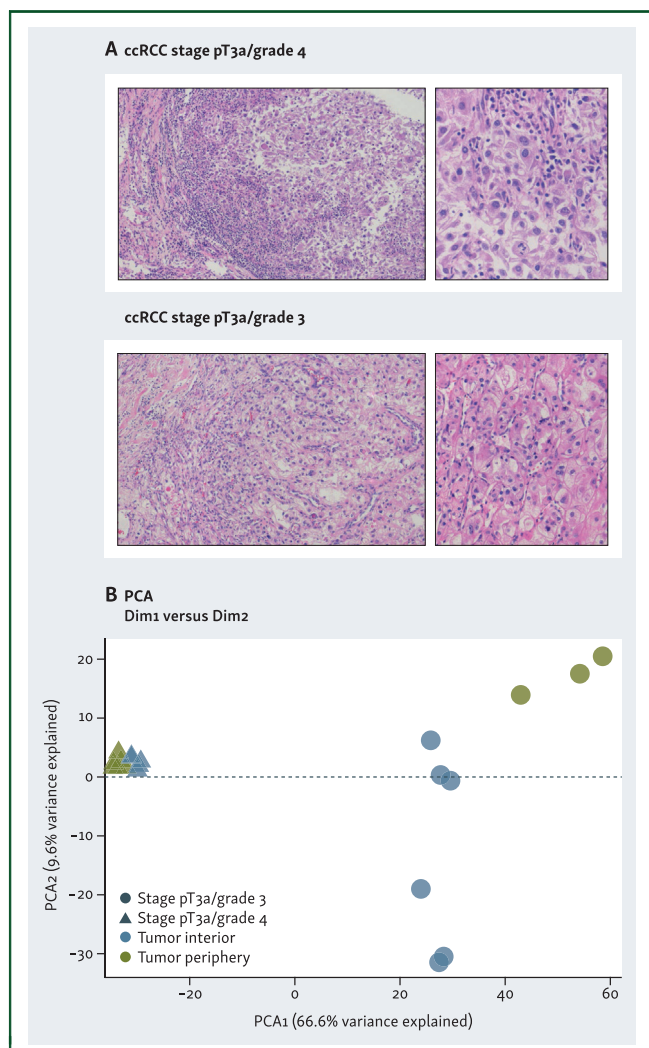 A ccRCC stage pT3a/grade 4
ccRCC stage pT3a/grade 3
B PCA
Dim1 versus Dim2
PCA2 (9.6% variance explained)
20
10
0
−10
−20
−30
Stage pT3a/grade 3
Stage pT3a/grade 4
Tumor interior
Tumor periphery
−20
0
20
40
60
PCA1 (66.6% variance explained)